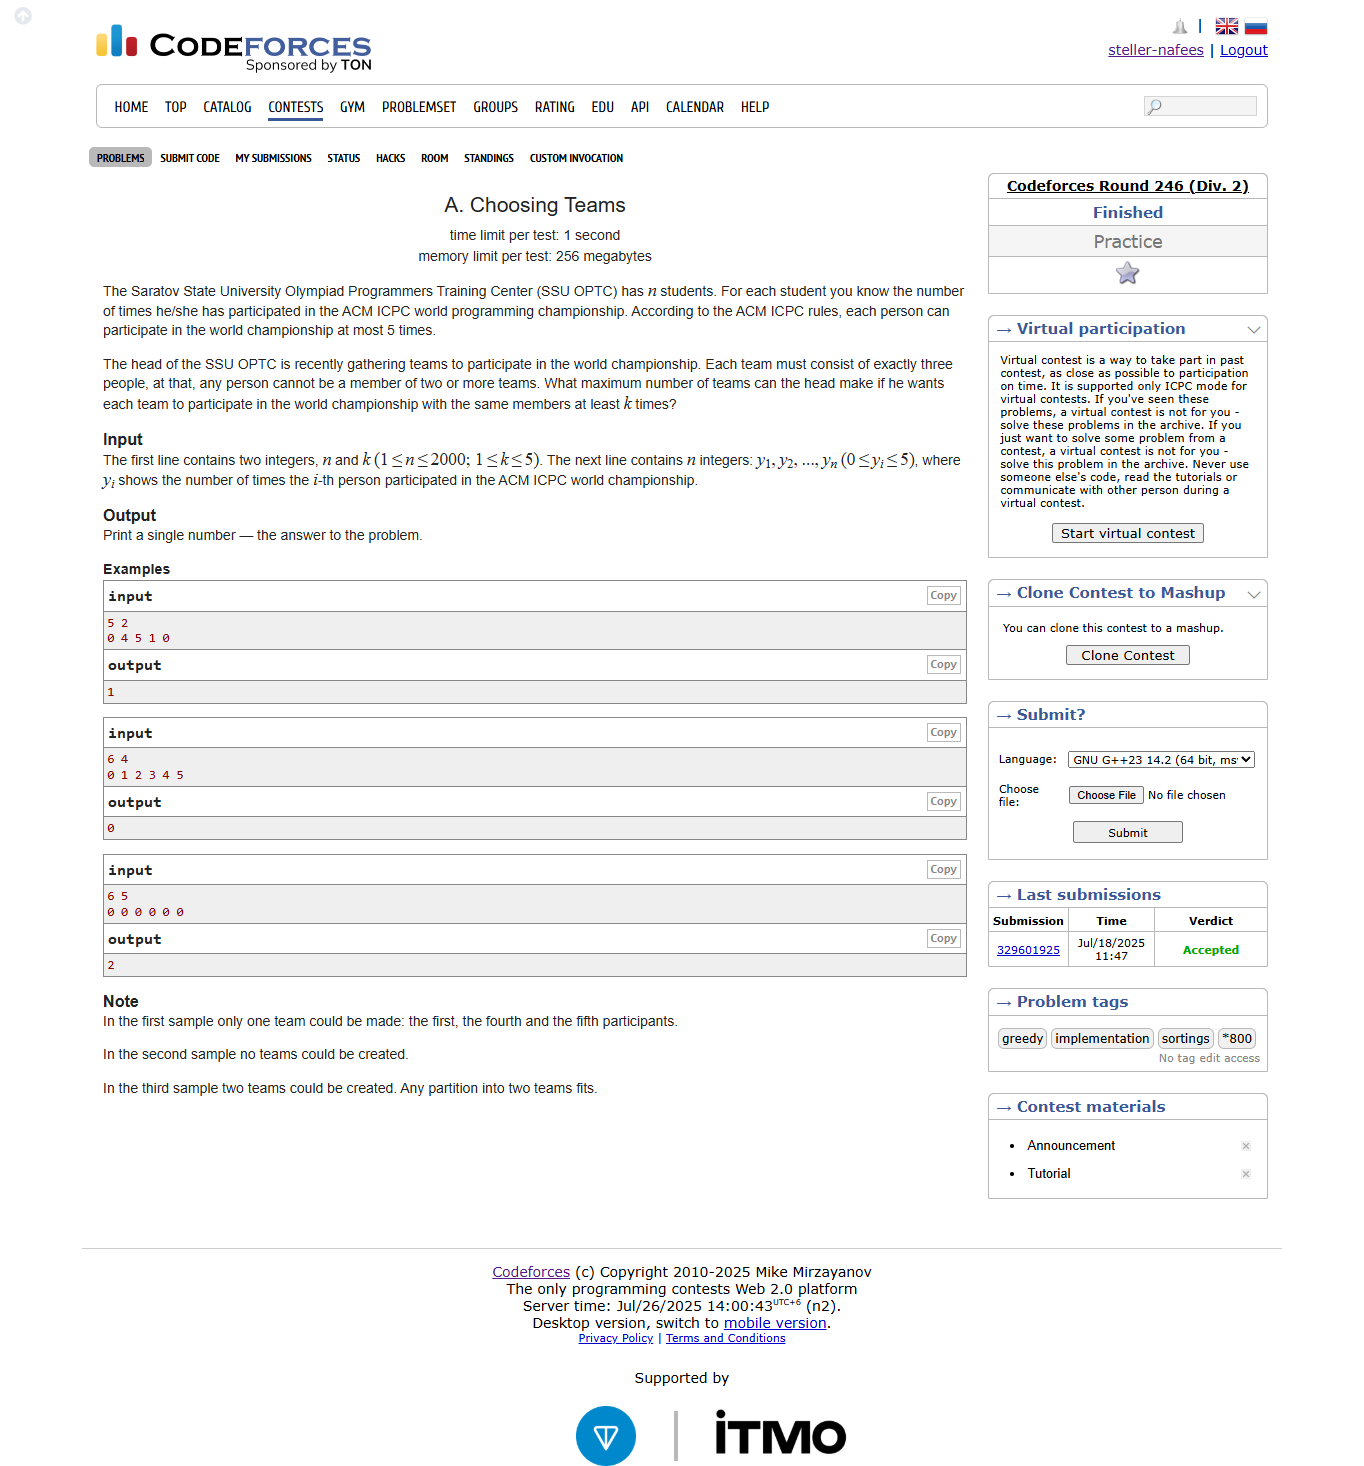 CODEFORCES
Sponsored by TON
|
steller-nafees | Logout
HOME TOP CATALOG CONTESTS GYM PROBLEMSET GROUPS RATING EDU API CALENDAR HELP
PROBLEMS SUBMIT CODE MY SUBMISSIONS STATUS HACKS ROOM STANDINGS CUSTOM INVOCATION
A. Choosing Teams
time limit per test: 1 second
memory limit per test: 256 megabytes
The Saratov State University Olympiad Programmers Training Center (SSU OPTC) has n students. For each student you know the number
of times he/she has participated in the ACM ICPC world programming championship. According to the ACM ICPC rules, each person can
participate in the world championship at most 5 times.
The head of the SSU OPTC is recently gathering teams to participate in the world championship. Each team must consist of exactly three
people, at that, any person cannot be a member of two or more teams. What maximum number of teams can the head make if he wants
each team to participate in the world championship with the same members at least k times?
Input
The first line contains two integers, n and k (1 ≤ n ≤ 2000; 1 ≤ k ≤ 5). The next line contains n integers: y1, y2, ..., yn (0 ≤ yi ≤ 5), where
yi shows the number of times the i-th person participated in the ACM ICPC world championship.
Output
Print a single number — the answer to the problem.
Examples
input Copy
5 2
0 4 5 1 0
output Copy
1
input Copy
6 4
0 1 2 3 4 5
output Copy
0
input Copy
6 5
0 0 0 0 0 0
output Copy
2
Note
In the first sample only one team could be made: the first, the fourth and the fifth participants.
In the second sample no teams could be created.
In the third sample two teams could be created. Any partition into two teams fits.
Codeforces Round 246 (Div. 2)
Finished
Practice
→ Virtual participation
Virtual contest is a way to take part in past
contest, as close as possible to participation
on time. It is supported only ICPC mode for
virtual contests. If you've seen these
problems, a virtual contest is not for you -
solve these problems in the archive. If you
just want to solve some problem from a
contest, a virtual contest is not for you -
solve this problem in the archive. Never use
someone else's code, read the tutorials or
communicate with other person during a
virtual contest.
Start virtual contest
→ Clone Contest to Mashup
You can clone this contest to a mashup.
Clone Contest
→ Submit?
Language: GNU G++23 14.2 (64 bit, ms
Choose
file: Choose File No file chosen
Submit
→ Last submissions
Submission Time Verdict
329601925 Jul/18/2025
11:47 Accepted
→ Problem tags
greedy implementation sortings *800
No tag edit access
→ Contest materials
• Announcement
• Tutorial
Codeforces (c) Copyright 2010-2025 Mike Mirzayanov
The only programming contests Web 2.0 platform
Server time: Jul/26/2025 14:00:43 UTC+6 (n2).
Desktop version, switch to mobile version.
Privacy Policy | Terms and Conditions
Supported by
iTMO